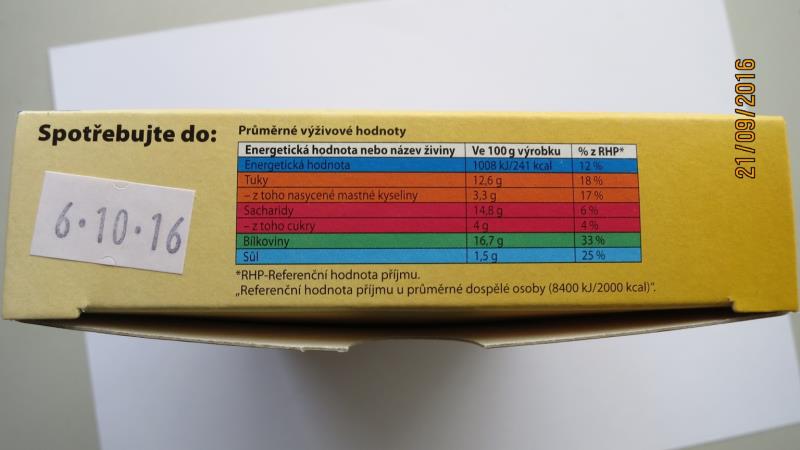 Spotřebujte do:
6·10·16
Průměrné výživové hodnoty
Energetická hodnota nebo název živiny Ve 100 g výrobku % z RHP*
Energetická hodnota 1008 kJ/241 kcal 12 %
Tuky 12,6 g 18 %
– z toho nasycené mastné kyseliny 3,3 g 17 %
Sacharidy 14,8 g 6 %
– z toho cukry 4 g 4 %
Bílkoviny 16,7 g 33 %
Sůl 1,5 g 25 %
*RHP-Referenční hodnota příjmu.
„Referenční hodnota příjmu u průměrné dospělé osoby (8400 kJ/2000 kcal)“.
21/09/2016